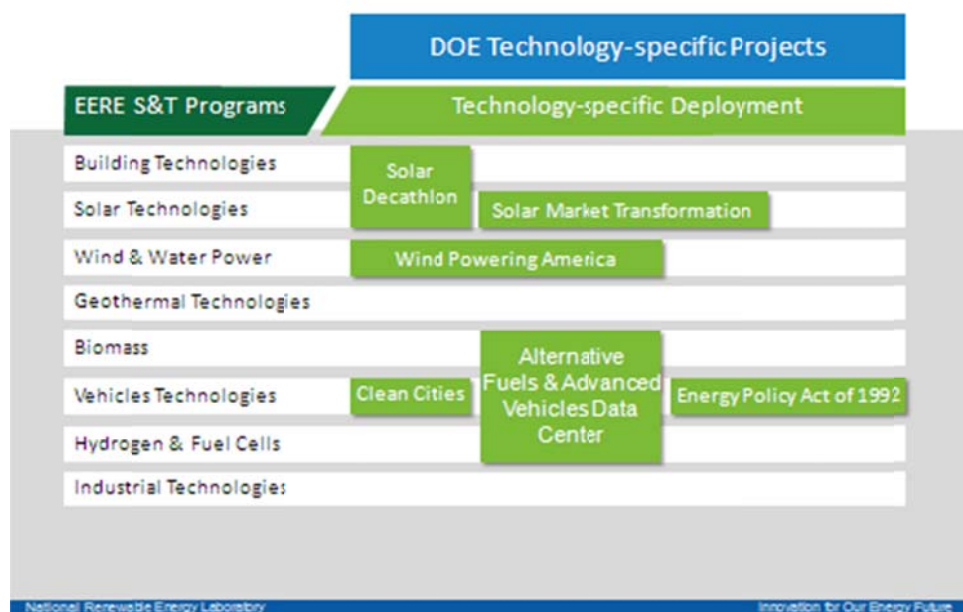 DOE Technology-specific Projects
EERE S&T Programs
Technology-specific Deployment
Building Technologies
Solar
Decathlon
Solar Technologies
Solar Market Transformation
Wind & Water Power
Wind Powering America
Geothermal Technologies
Biomass
Alternative
Fuels & Advanced
Vehicles Data
Center
Vehicles Technologies
Clean Cities
Energy Policy Act of 1992
Hydrogen & Fuel Cells
Industrial Technologies
National Renewable Energy Laboratory
Innovation for Our Energy Future